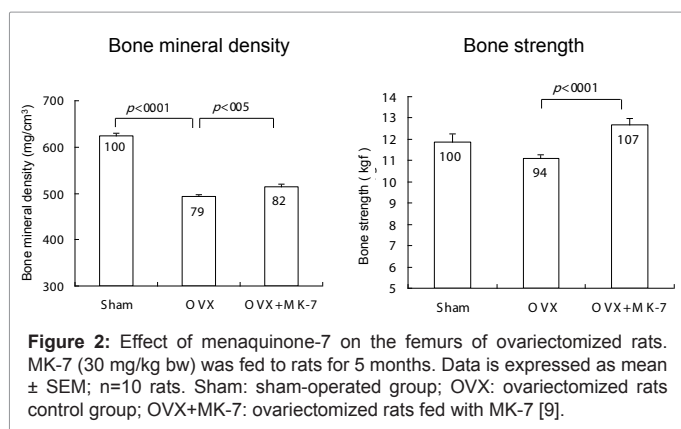 Bone mineral density
Bone mineral density (mg/cm³)
700
600
500
400
300
p<0001
p<005
100
79
82
Sham
OVX
OVX+MK-7
Bone strength
Bone strength ( kgf )
14
13
12
11
10
9
8
7
6
5
p<0001
100
94
107
Sham
OVX
OVX+MK-7
Figure 2: Effect of menaquinone-7 on the femurs of ovariectomized rats.
MK-7 (30 mg/kg bw) was fed to rats for 5 months. Data is expressed as mean
± SEM; n=10 rats. Sham: sham-operated group; OVX: ovariectomized rats
control group; OVX+MK-7: ovariectomized rats fed with MK-7 [9].